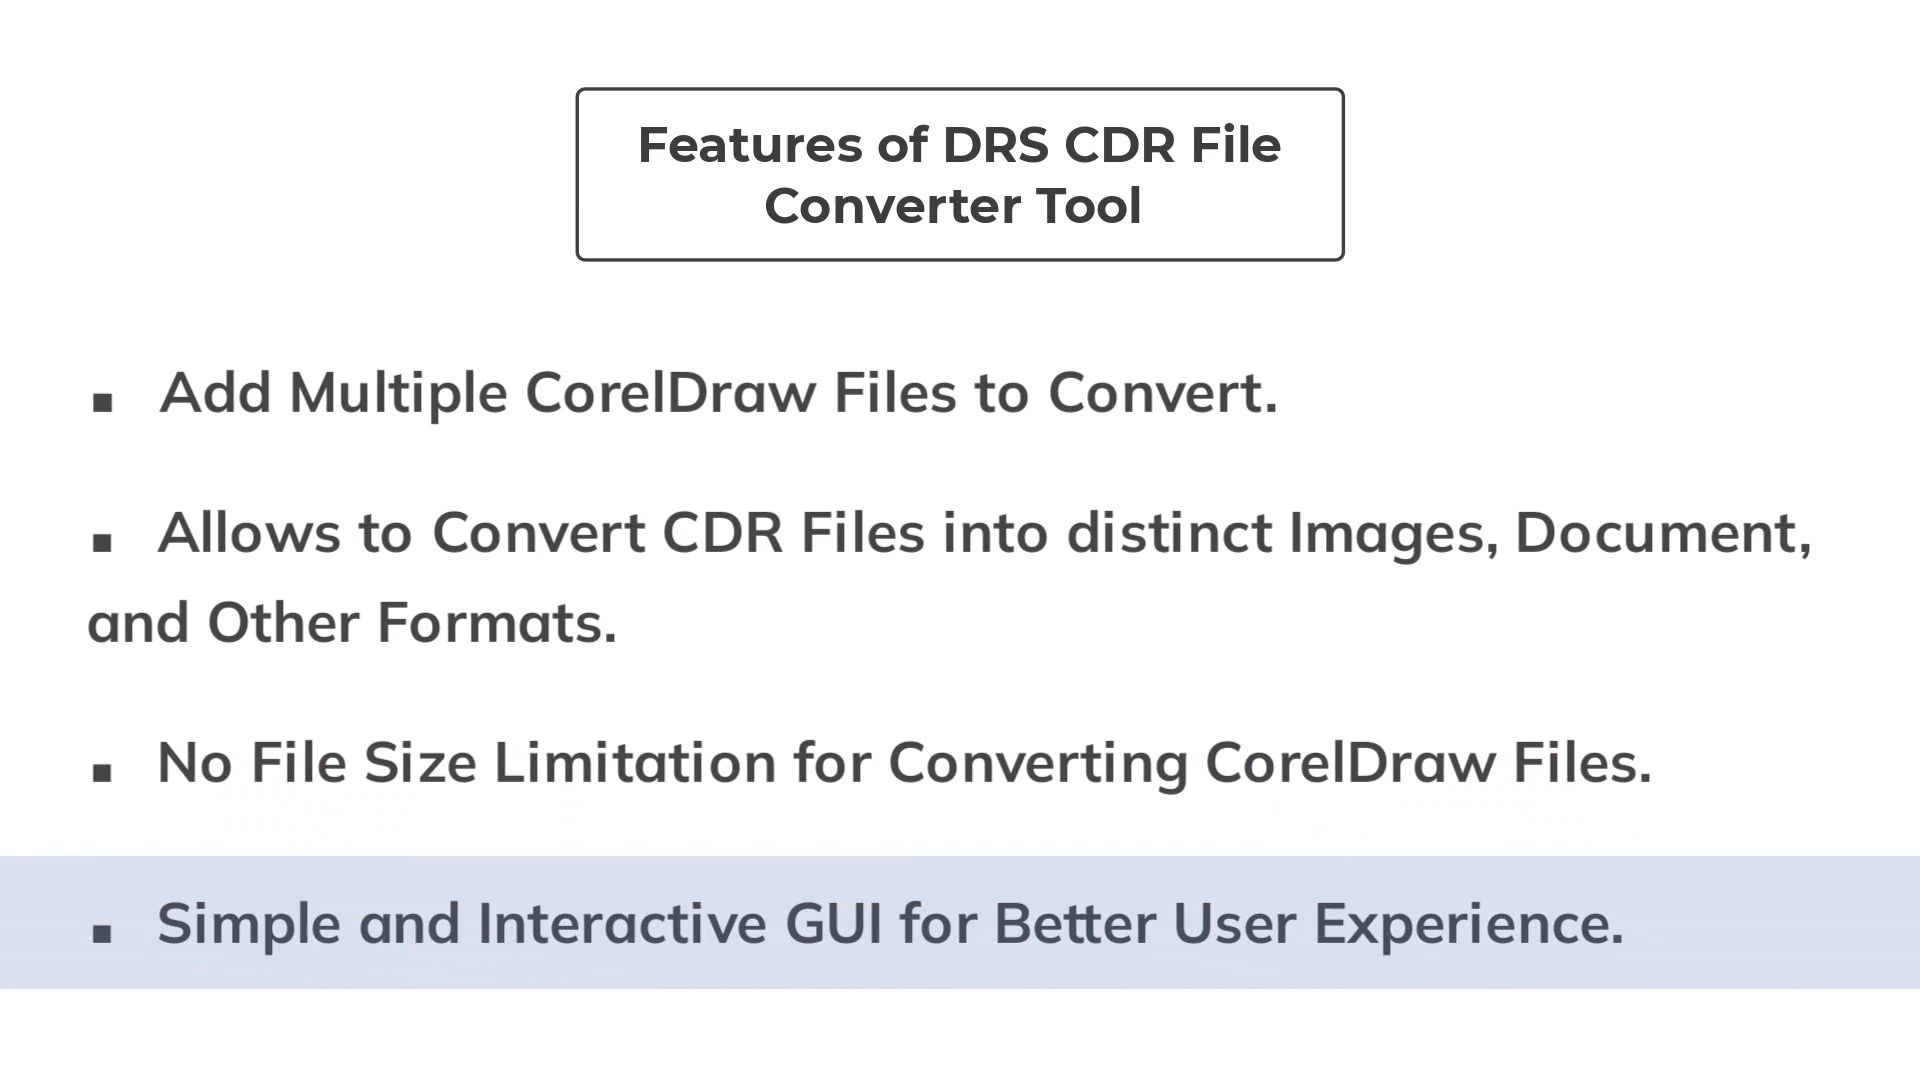 Features of DRS CDR File
Converter Tool
▪ Add Multiple CorelDraw Files to Convert.
▪ Allows to Convert CDR Files into distinct Images, Document,
and Other Formats.
▪ No File Size Limitation for Converting CorelDraw Files.
▪ Simple and Interactive GUI for Better User Experience.